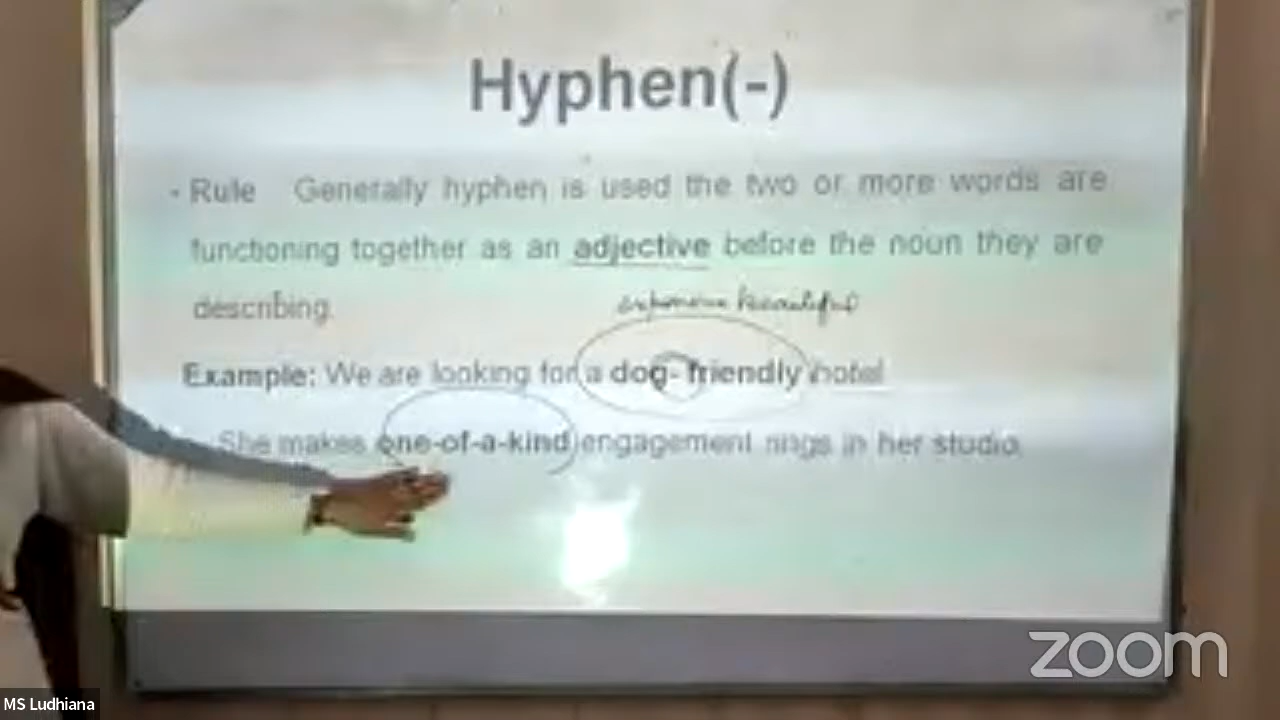 Hyphen(-)
- Rule Generally hyphen is used the two or more words are
functioning together as an adjective before the noun they are
describing.
beautiful
Example: We are looking for a dog- friendly hotel
She makes one-of-a-kind engagement rings in her studio.
zoom
MS Ludhiana